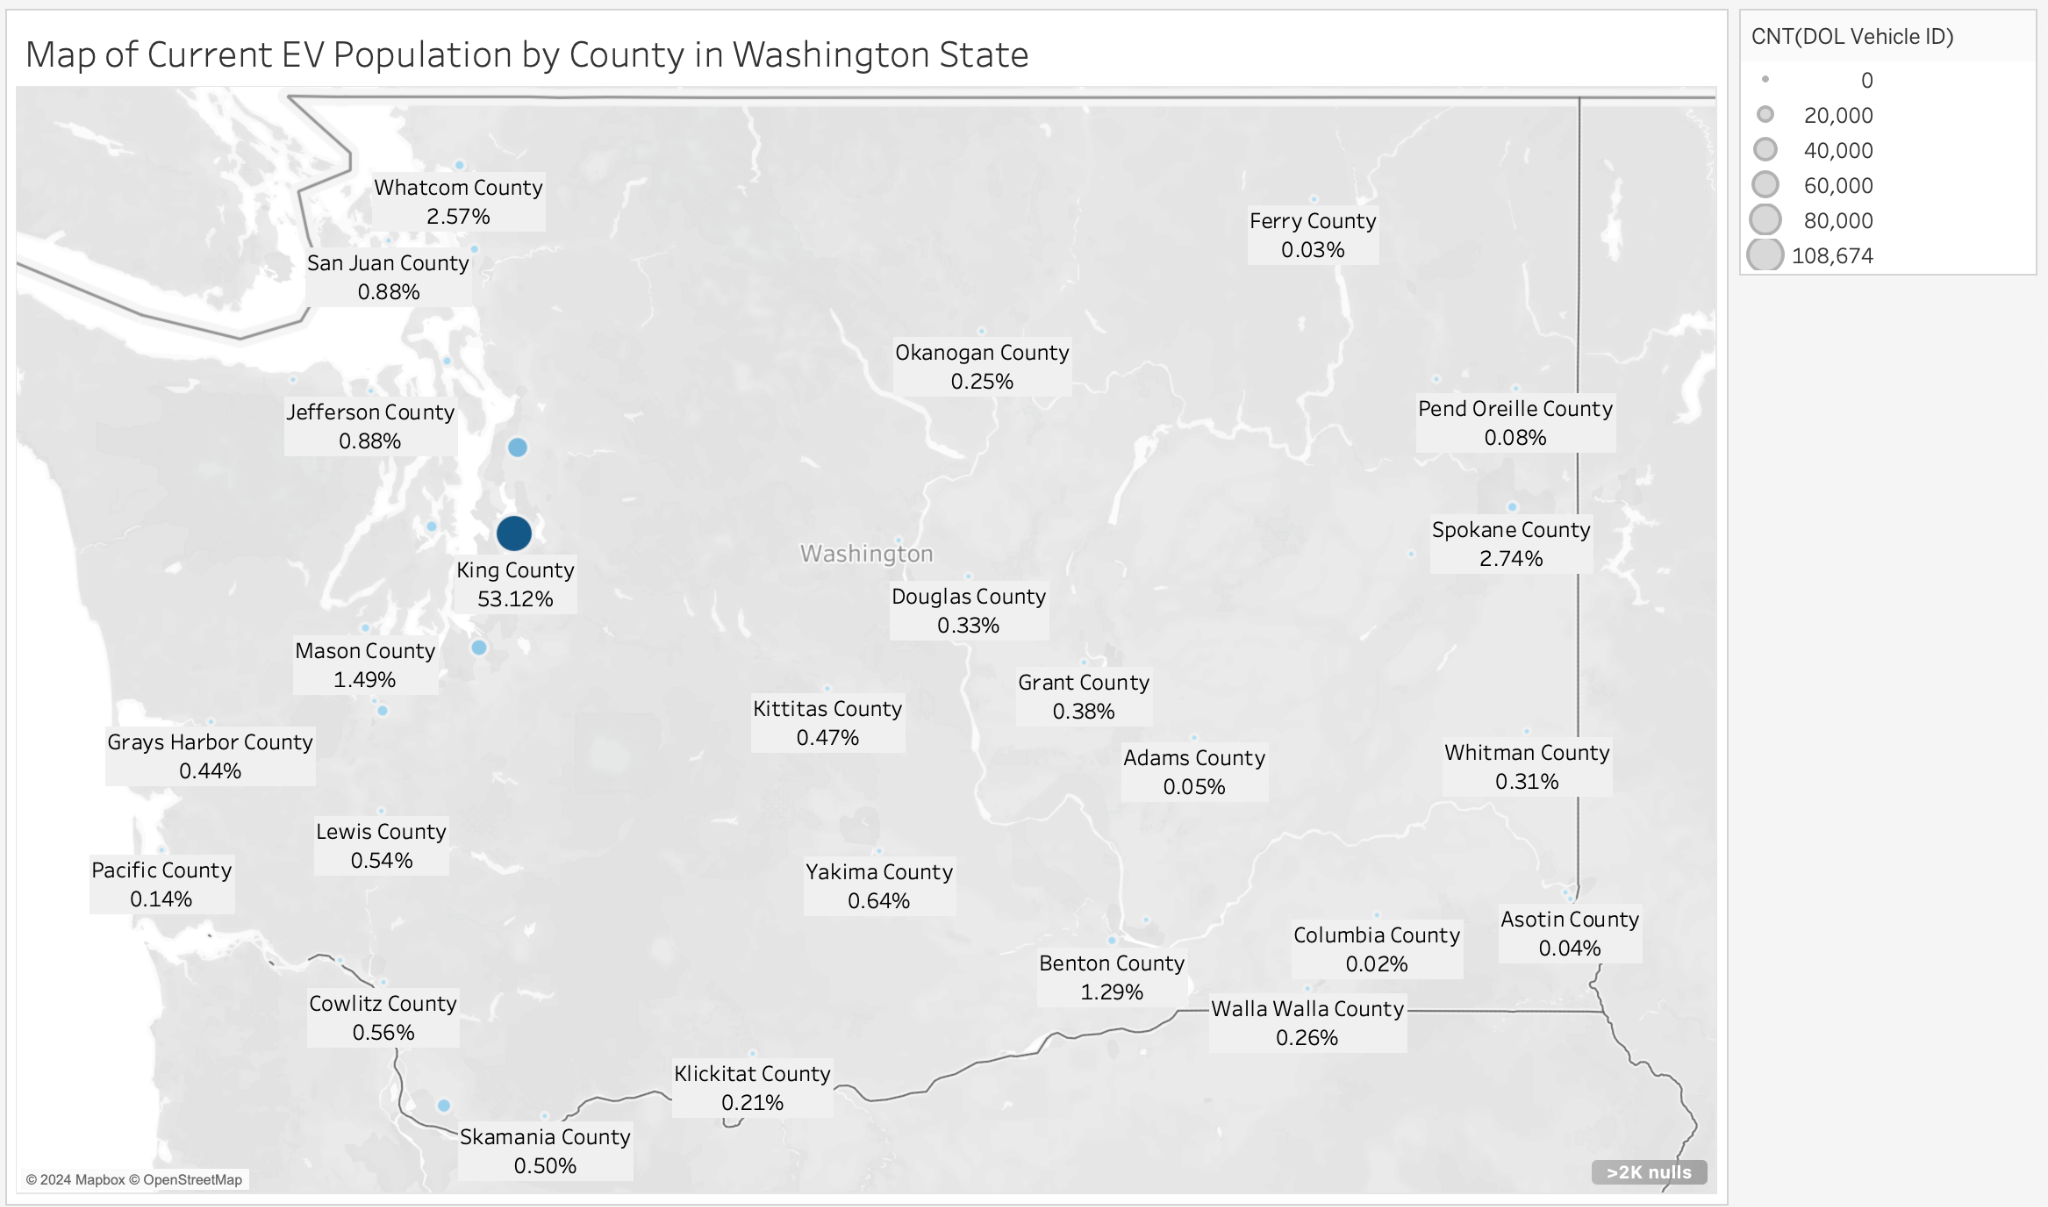 Map of Current EV Population by County in Washington State
CNT(DOL Vehicle ID)
0
20,000
40,000
60,000
80,000
108,674
Whatcom County
2.57%
Ferry County
0.03%
San Juan County
0.88%
Okanogan County
0.25%
Jefferson County
0.88%
Pend Oreille County
0.08%
Spokane County
2.74%
Washington
King County
53.12%
Douglas County
0.33%
Mason County
1.49%
Grant County
0.38%
Kittitas County
0.47%
Grays Harbor County
0.44%
Adams County
0.05%
Whitman County
0.31%
Lewis County
0.54%
Pacific County
0.14%
Yakima County
0.64%
Asotin County
0.04%
Columbia County
0.02%
Benton County
1.29%
Cowlitz County
0.56%
Walla Walla County
0.26%
Klickitat County
0.21%
Skamania County
0.50%
© 2024 Mapbox © OpenStreetMap
>2K nulls